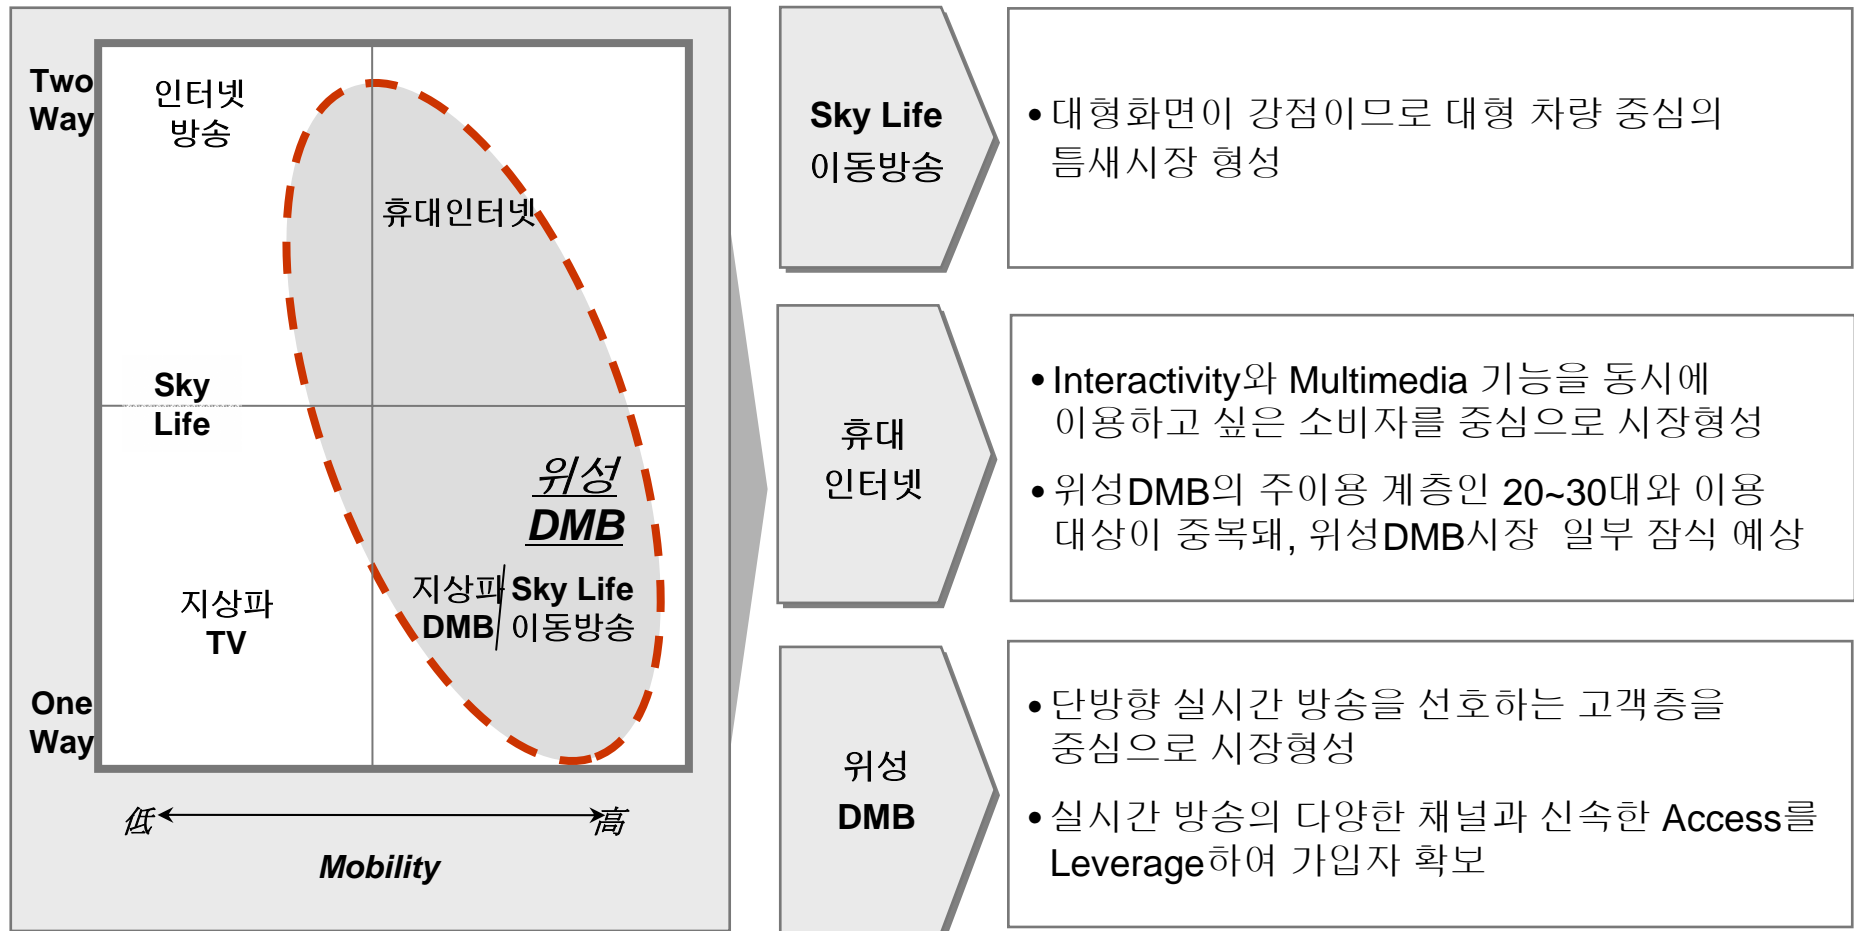 Two
Way
인터넷
방송
휴대인터넷
Sky
Life
위성
DMB
지상파
DMB
Sky Life
이동방송
지상파
TV
One
Way
低
高
Mobility
Sky Life
이동방송
• 대형화면이 강점이므로 대형 차량 중심의
틈새시장 형성
휴대
인터넷
• Interactivity와 Multimedia 기능을 동시에
이용하고 싶은 소비자를 중심으로 시장형성
• 위성DMB의 주이용 계층인 20~30대와 이용
대상이 중복돼, 위성DMB시장 일부 잠식 예상
위성
DMB
• 단방향 실시간 방송을 선호하는 고객층을
중심으로 시장형성
• 실시간 방송의 다양한 채널과 신속한 Access를
Leverage하여 가입자 확보